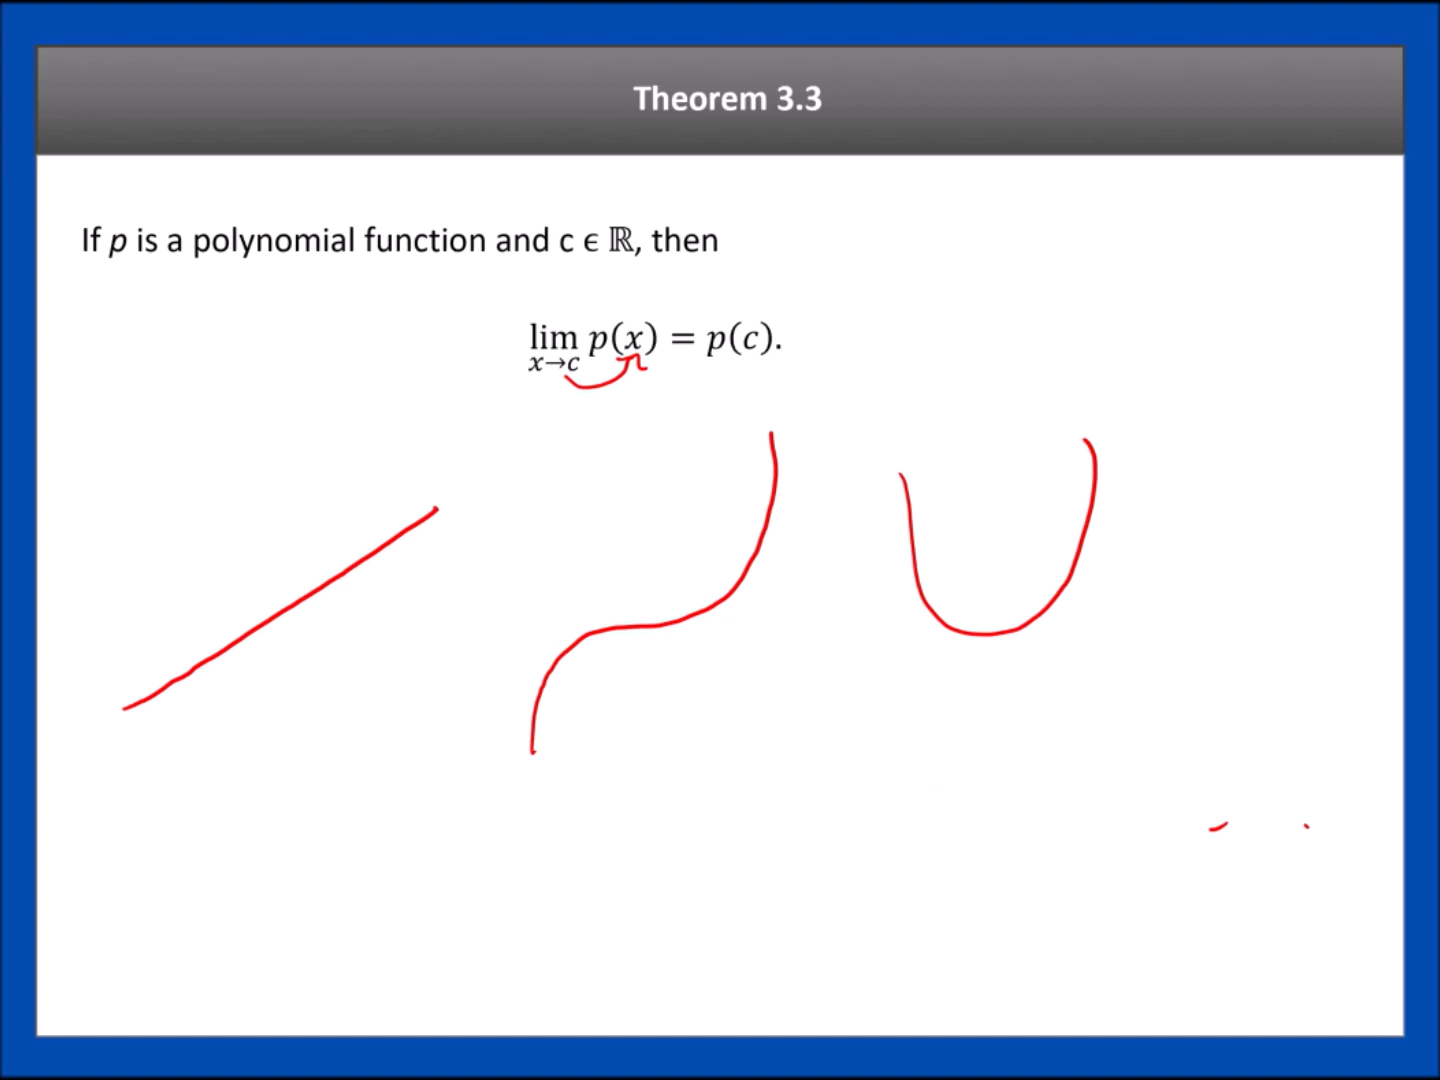 Theorem 3.3
If p is a polynomial function and c ϵ ℝ, then
lim p(x) = p(c).
x→c